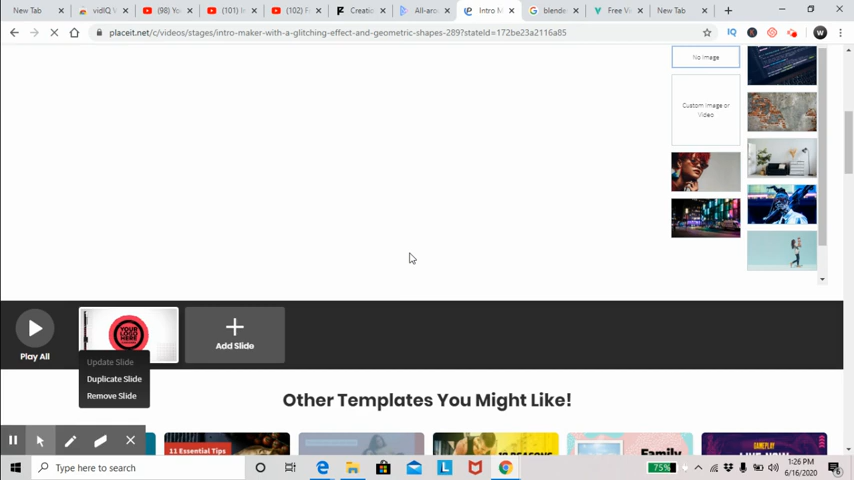 New Tab
vidIQ V
(98) Yo
(101) In
(102) F
Creatio
All-aro
Intro M
blende
Free Vi
New Tab
placeit.net/c/videos/stages/intro-maker-with-a-glitching-effect-and-geometric-shapes-289?stateId=172be23a2116a85
No Image
Custom Image or
Video
YOUR
LOGO
HERE
Add Slide
Play All
Update Slide
Duplicate Slide
Remove Slide
Other Templates You Might Like!
11 Essential Tips
10 REASONS
Family
GAMEPLAY
Type here to search
75%
1:26 PM
6/16/2020